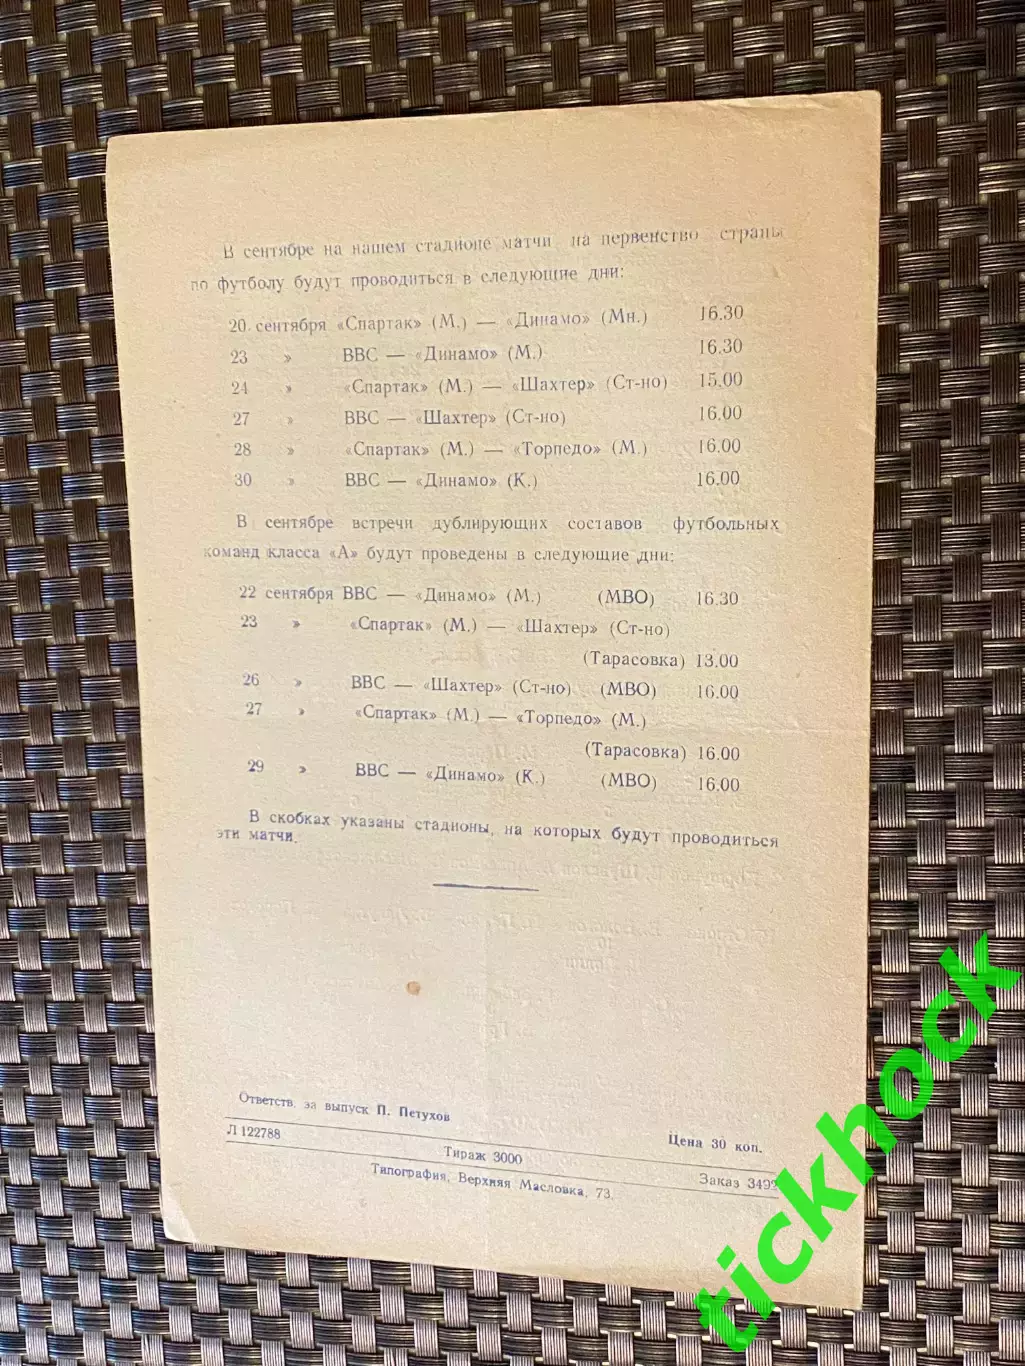 В сентябре на нашем стадионе матчи на первенство страны
по футболу будут проводиться в следующие дни:
20 сентября «Спартак» (М.) — «Динамо» (Мн.) 16.30
23 » ВВС — «Динамо» (М.) 16.30
24 » «Спартак» (М.) — «Шахтер» (Ст-но) 15.00
27 » ВВС — «Шахтер» (Ст-но) 16.00
28 » «Спартак» (М.) — «Торпедо» (М.) 16.00
30 » ВВС — «Динамо» (К.) 16.00
В сентябре встречи дублирующих составов футбольных
команд класса «А» будут проведены в следующие дни:
22 сентября ВВС — «Динамо» (М.) (МВО) 16.30
23 » «Спартак» (М.) — «Шахтер» (Ст-но)
(Тарасовка) 13.00
26 » ВВС — «Шахтер» (Ст-но) (МВО) 16.00
27 » «Спартак» (М.) — «Торпедо» (М.)
(Тарасовка) 16.00
29 » ВВС — «Динамо» (К.) (МВО) 16.00
В скобках указаны стадионы, на которых будут проводиться
эти матчи.
Ответств. за выпуск П. Петухов
Цена 30 коп.
Л 122788 Тираж 3000 Заказ 3492
Типография, Верхняя Масловка, 73.
tickhock